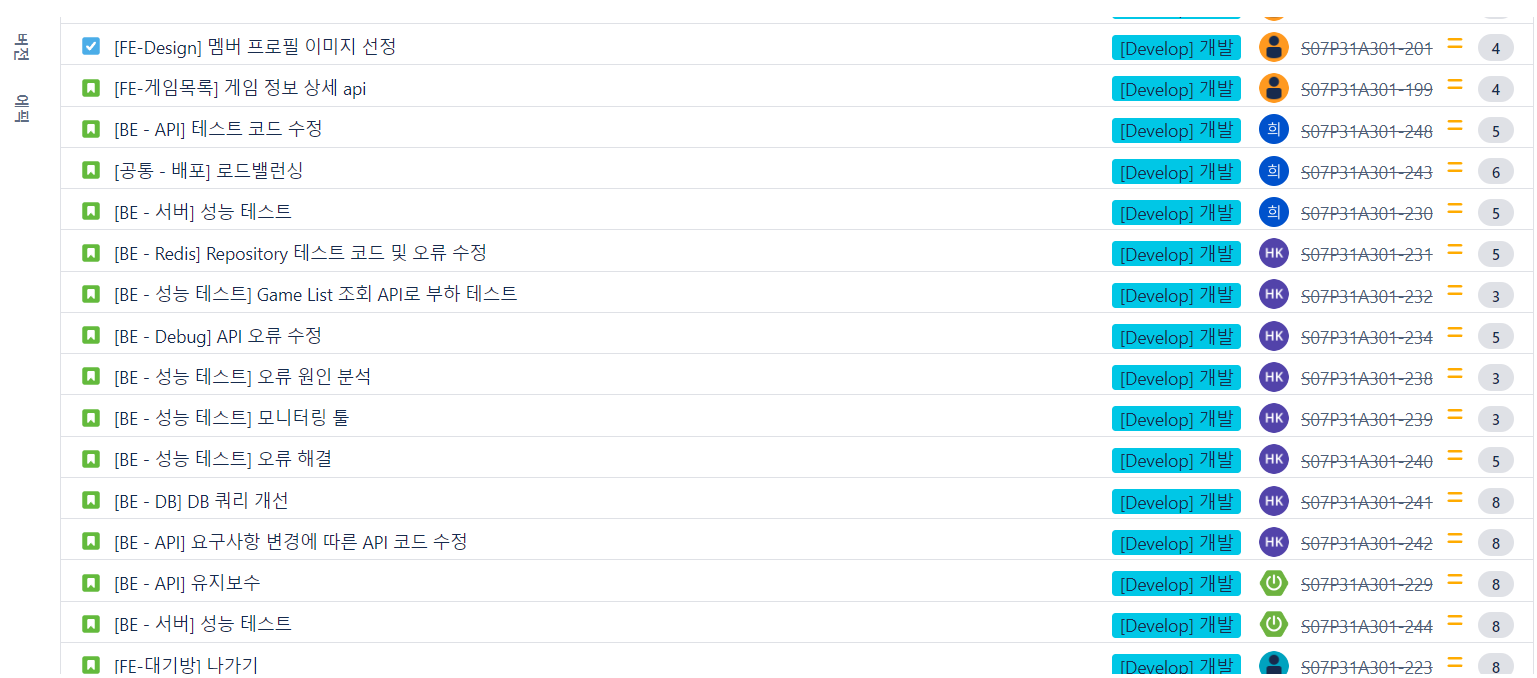 버전
에픽
[FE-Design] 멤버 프로필 이미지 선정 [Develop] 개발 S07P31A301-201 4
[FE-게임목록] 게임 정보 상세 api [Develop] 개발 S07P31A301-199 4
[BE - API] 테스트 코드 수정 [Develop] 개발 희 S07P31A301-248 5
[공통 - 배포] 로드밸런싱 [Develop] 개발 희 S07P31A301-243 6
[BE - 서버] 성능 테스트 [Develop] 개발 희 S07P31A301-230 5
[BE - Redis] Repository 테스트 코드 및 오류 수정 [Develop] 개발 HK S07P31A301-231 5
[BE - 성능 테스트] Game List 조회 API로 부하 테스트 [Develop] 개발 HK S07P31A301-232 3
[BE - Debug] API 오류 수정 [Develop] 개발 HK S07P31A301-234 5
[BE - 성능 테스트] 오류 원인 분석 [Develop] 개발 HK S07P31A301-238 3
[BE - 성능 테스트] 모니터링 툴 [Develop] 개발 HK S07P31A301-239 3
[BE - 성능 테스트] 오류 해결 [Develop] 개발 HK S07P31A301-240 5
[BE - DB] DB 쿼리 개선 [Develop] 개발 HK S07P31A301-241 8
[BE - API] 요구사항 변경에 따른 API 코드 수정 [Develop] 개발 HK S07P31A301-242 8
[BE - API] 유지보수 [Develop] 개발 S07P31A301-229 8
[BE - 서버] 성능 테스트 [Develop] 개발 S07P31A301-244 8
[FE-대기방] 나가기 [Develop] 개발 S07P31A301-223 8